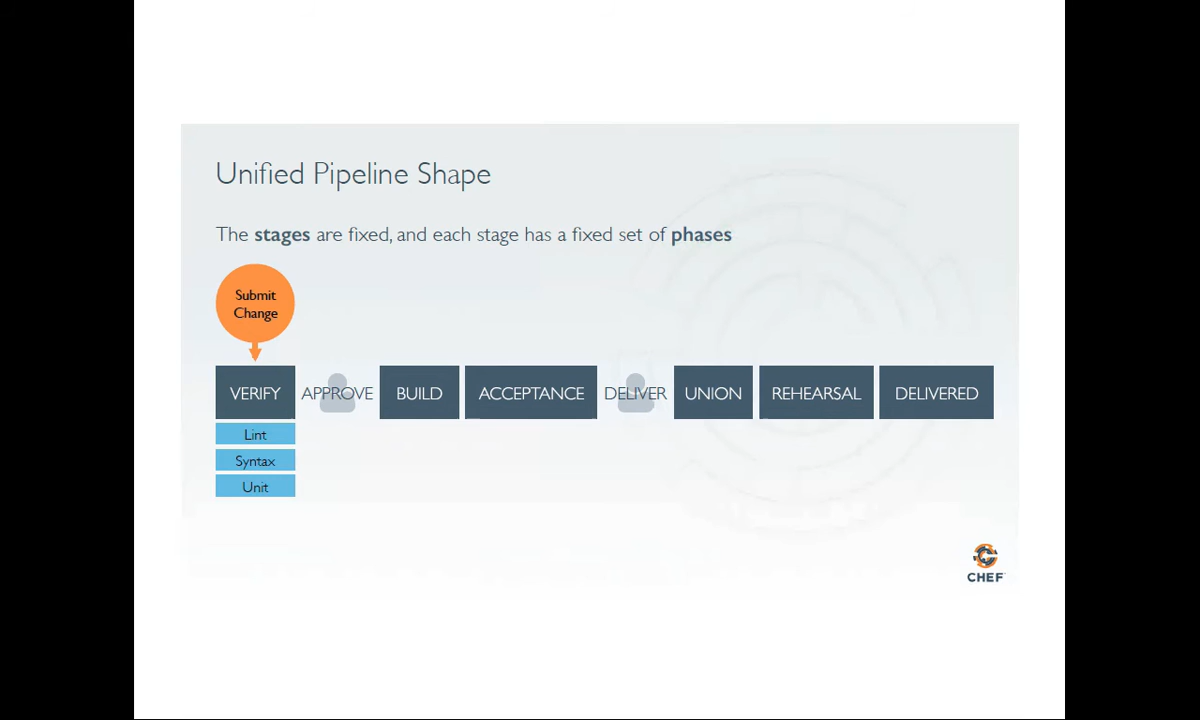 Unified Pipeline Shape
The stages are fixed, and each stage has a fixed set of phases
Submit
Change
VERIFY APPROVE BUILD ACCEPTANCE DELIVER UNION REHEARSAL DELIVERED
Lint
Syntax
Unit
CHEF